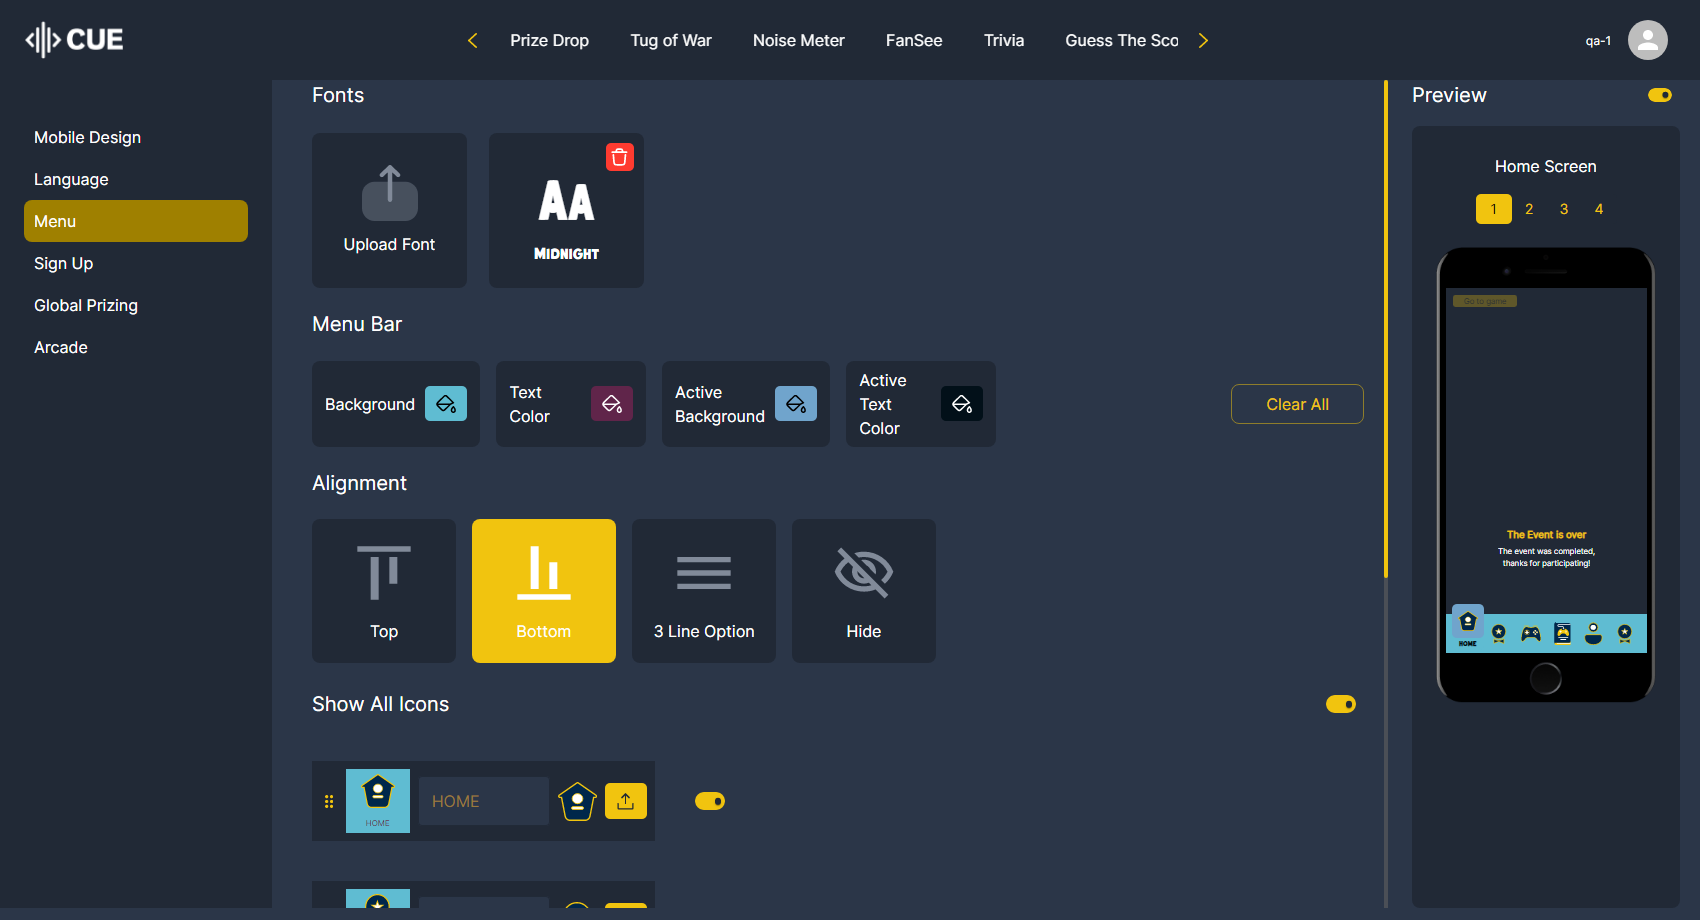 CUE
Prize Drop
Tug of War
Noise Meter
FanSee
Trivia
Guess The Sco
qa-1
Mobile Design
Language
Menu
Sign Up
Global Prizing
Arcade
Fonts
Upload Font
AA
MIDNIGHT
Menu Bar
Background
Text
Color
Active
Background
Active
Text
Color
Clear All
Alignment
Top
Bottom
3 Line Option
Hide
Show All Icons
HOME
HOME
Preview
Home Screen
1 2 3 4
Go to game
The Event is over
The event was completed,
thanks for participating!
HOME